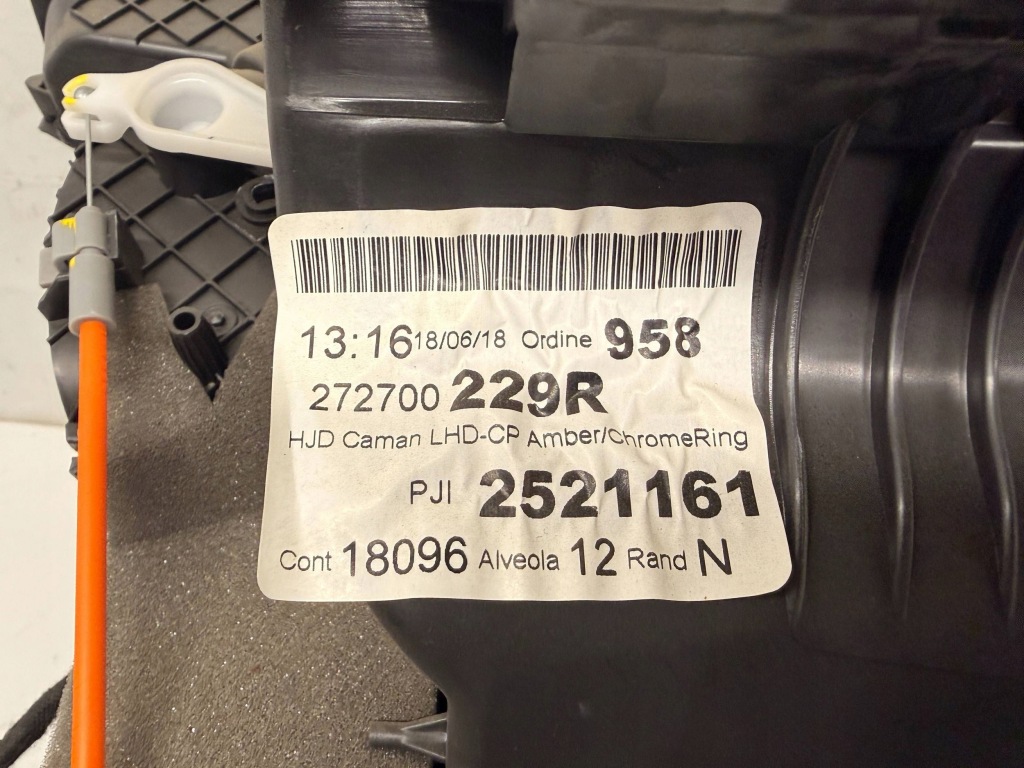 13:16 18/06/18 Ordine 958
272700 229R
HJD Caman LHD-CP Amber/ChromeRing
PJI 2521161
Cont 18096 Alveola 12 Rand N